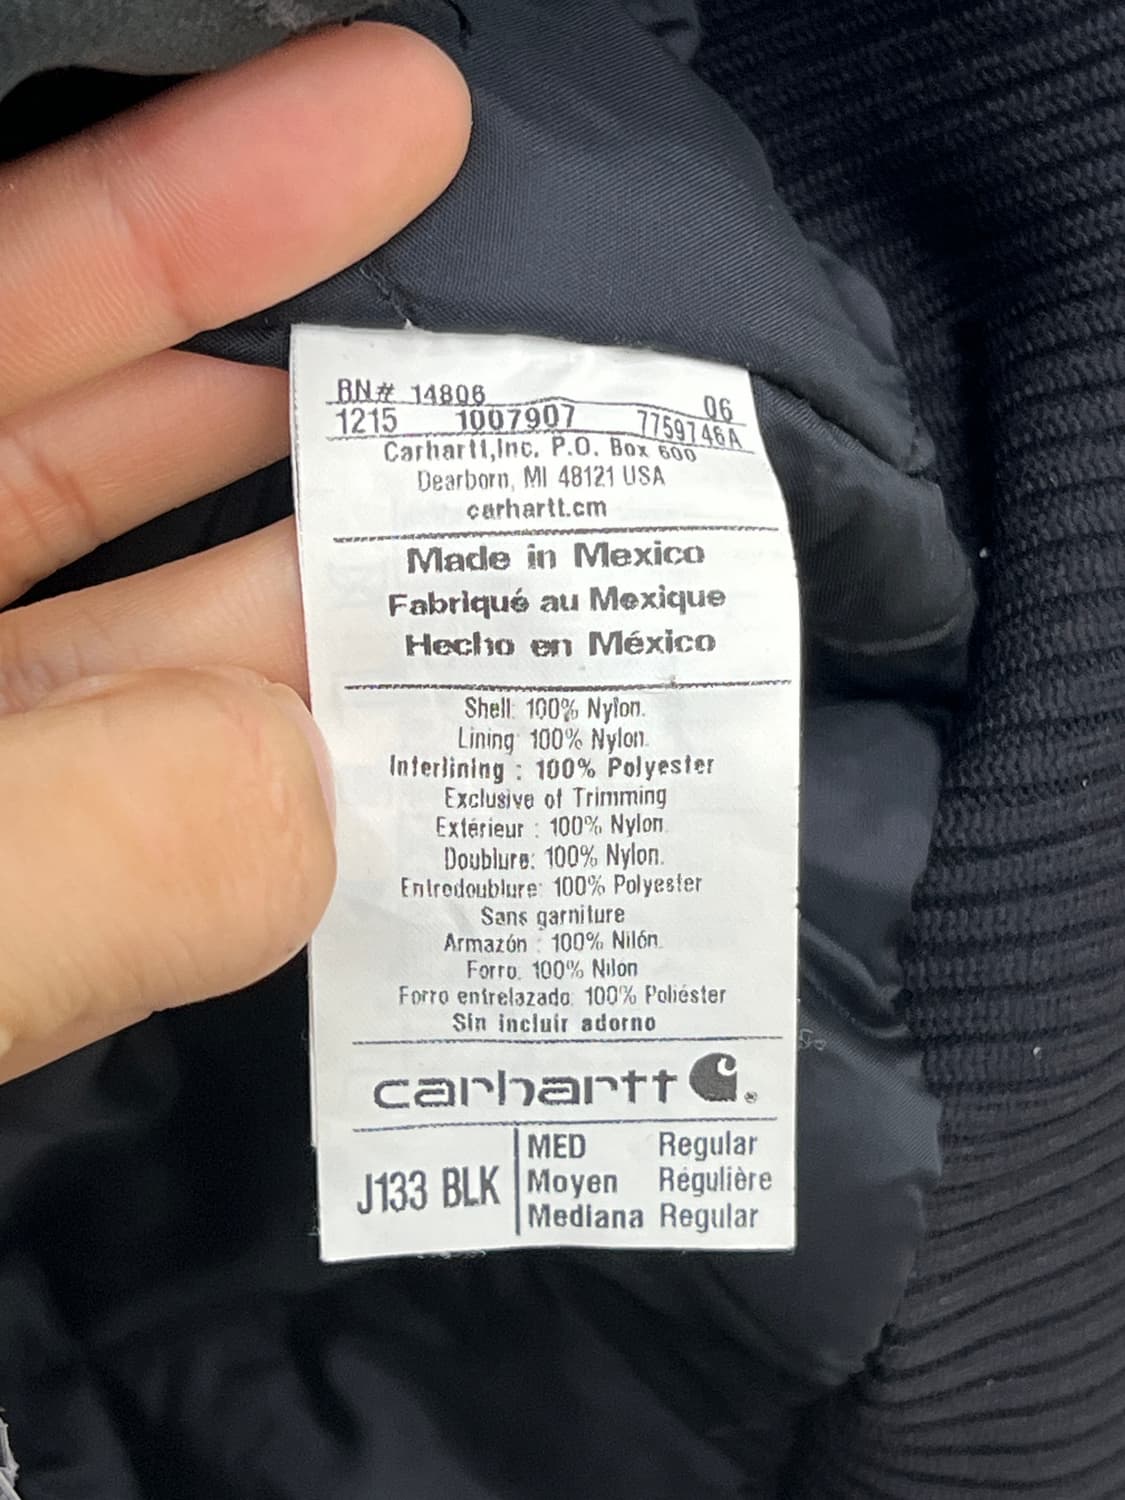 RN# 14806 06
1215 1007907 7759746A
Carhartt,Inc. P.O. Box 600
Dearborn, MI 48121 USA
carhartt.cm
Made in Mexico
Fabriqué au Mexique
Hecho en México
Shell: 100% Nylon.
Lining: 100% Nylon.
Interlining : 100% Polyester
Exclusive of Trimming
Extérieur : 100% Nylon.
Doublure: 100% Nylon.
Entredoublure: 100% Polyester
Sans garniture
Armazón : 100% Nilón.
Forro: 100% Nilón
Forro entrelazado: 100% Poliéster
Sin incluir adorno
carhartt ®
J133 BLK
MED Regular
Moyen Régulière
Mediana Regular